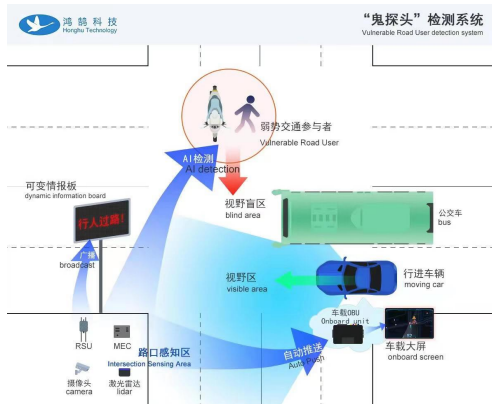 鸿鹄科技
Honghu Technology
“鬼探头”检测系统
Vulnerable Road User detection system
弱势交通参与者
Vulnerable Road User
AI检测
AI detection
视野盲区
blind area
可变情报板
dynamic information board
行人过路!
公交车
bus
广播
broadcast
视野区
visible area
行进车辆
moving car
车载OBU
Onboard unit
RSU
MEC
路口感知区
Intersection Sensing Area
自动推送
Auto Push
车载大屏
onboard screen
摄像头
camera
激光雷达
lidar